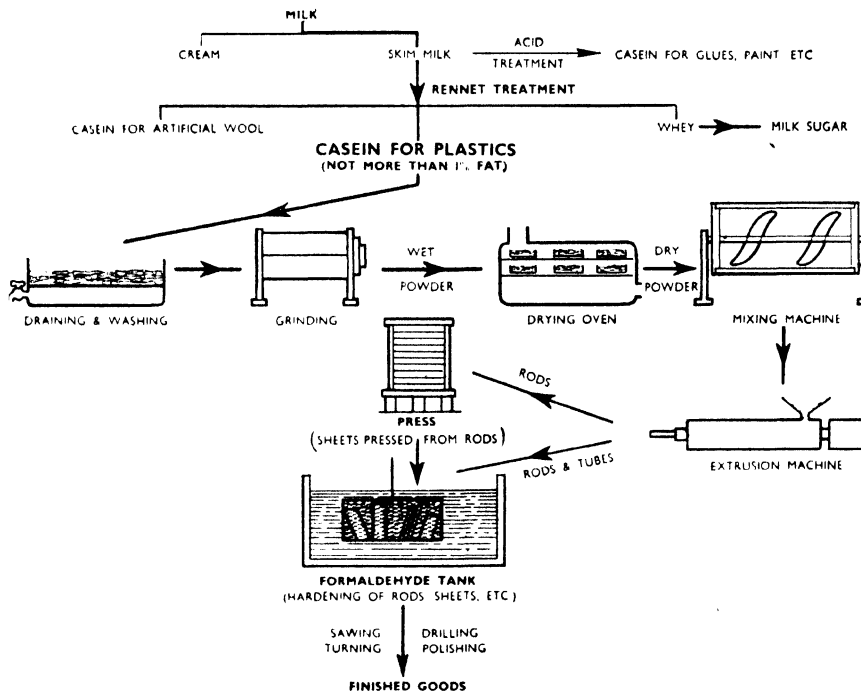 MILK
CREAM
SKIM MILK
ACID
TREATMENT
CASEIN FOR GLUES, PAINT ETC
RENNET TREATMENT
CASEIN FOR ARTIFICIAL WOOL
WHEY
MILK SUGAR
CASEIN FOR PLASTICS
(NOT MORE THAN 1% FAT)
DRAINING & WASHING
GRINDING
WET
POWDER
DRYING OVEN
DRY
POWDER
MIXING MACHINE
RODS
PRESS
(SHEETS PRESSED FROM RODS)
RODS & TUBES
EXTRUSION MACHINE
FORMALDEHYDE TANK
(HARDENING OF RODS SHEETS, ETC)
SAWING DRILLING
TURNING POLISHING
FINISHED GOODS